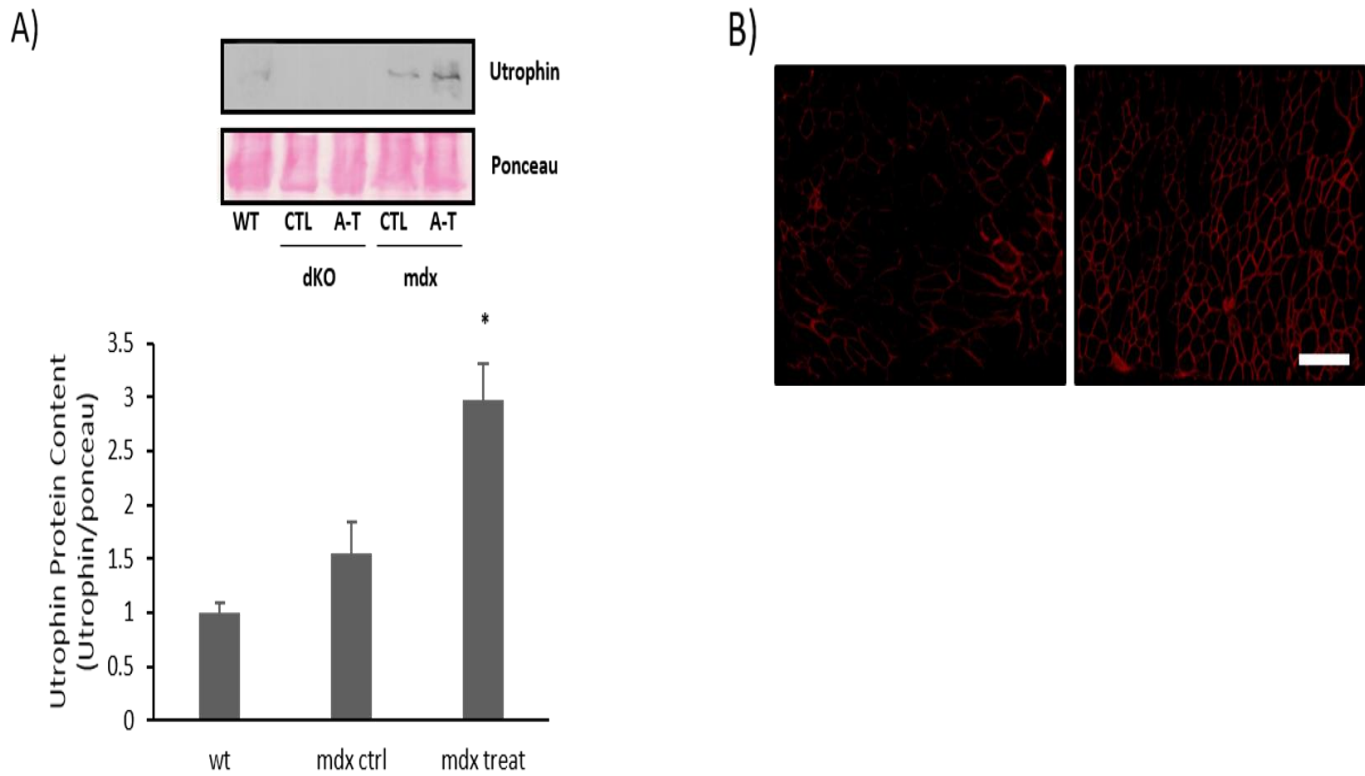 A)
B)
Utrophin
Ponceau
WT CTL A-T CTL A-T
dKO mdx
*
Utrophin Protein Content
(Utrophin/ponceau)
3.5
3
2.5
2
1.5
1
0.5
0
wt mdx ctrl mdx treat